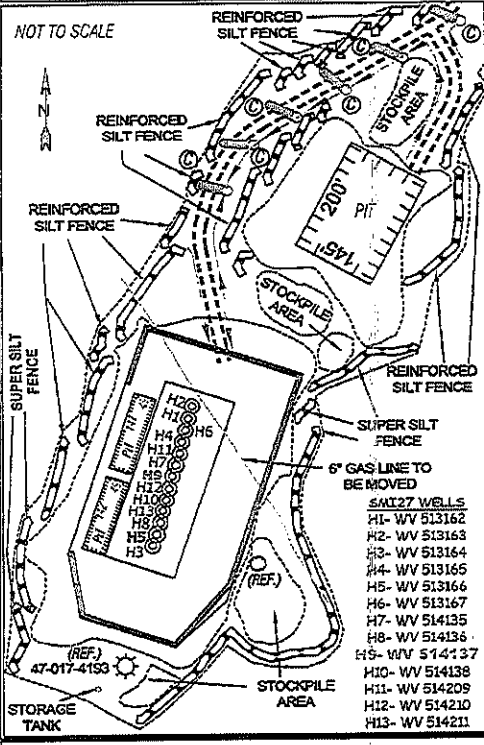 NOT TO SCALE
N
REINFORCED
SILT FENCE
C
C
STOCKPILE
AREA
REINFORCED
SILT FENCE
C
C
200'
PIT
145'
REINFORCED
SILT FENCE
STOCKPILE
AREA
REINFORCED
SILT FENCE
SUPER SILT
FENCE
SUPER SILT
FENCE
6" GAS LINE TO
BE MOVED
H2
H1
H6
H4
H11
H7
H9
H12
H10
H13
H8
H5
H3
PIT
PIT
(REF.)
(REF.)
47-017-4193
STORAGE
TANK
STOCKPILE
AREA
SMI27 WELLS
H1- WV 513162
H2- WV 513163
H3- WV 513164
H4- WV 513165
H5- WV 513166
H6- WV 513167
H7- WV 514135
H8- WV 514136
H9- WV 514137
H10- WV 514138
H11- WV 514209
H12- WV 514210
H13- WV 514211